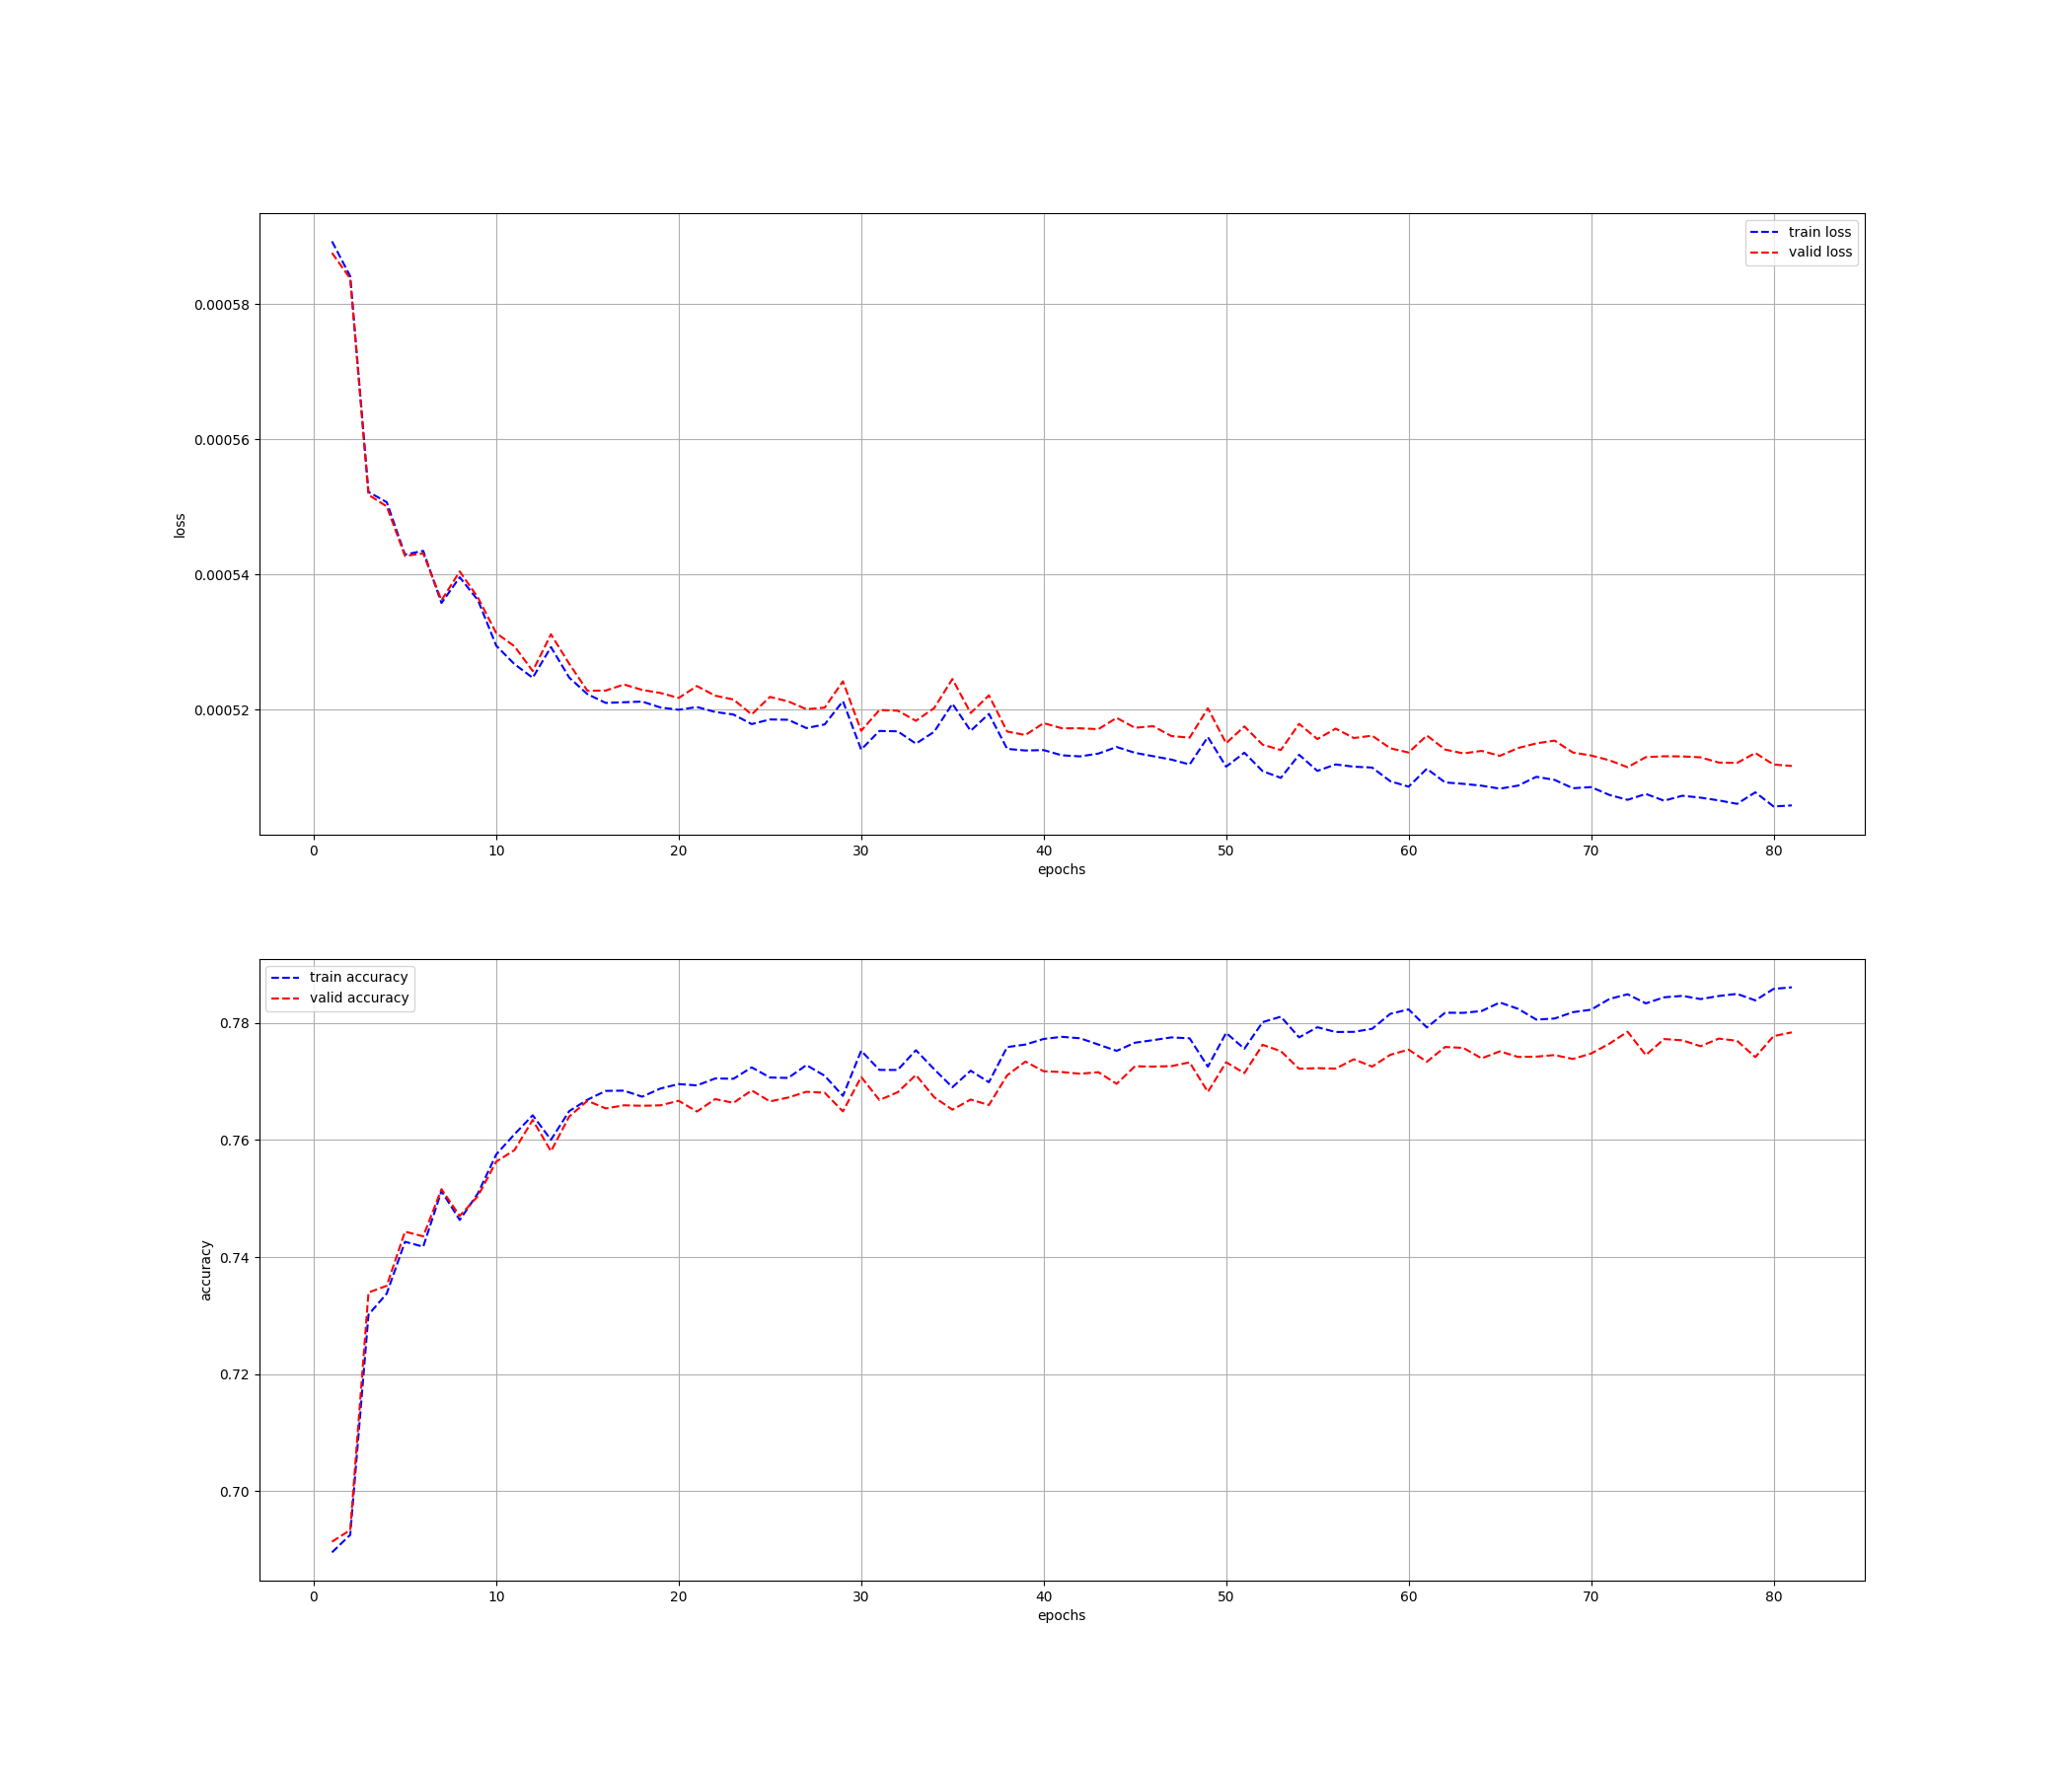 train loss
valid loss
0.00058
0.00056
0.00054
0.00052
loss
0 10 20 30 40 50 60 70 80
epochs
train accuracy
valid accuracy
0.78
0.76
0.74
0.72
0.70
accuracy
0 10 20 30 40 50 60 70 80
epochs